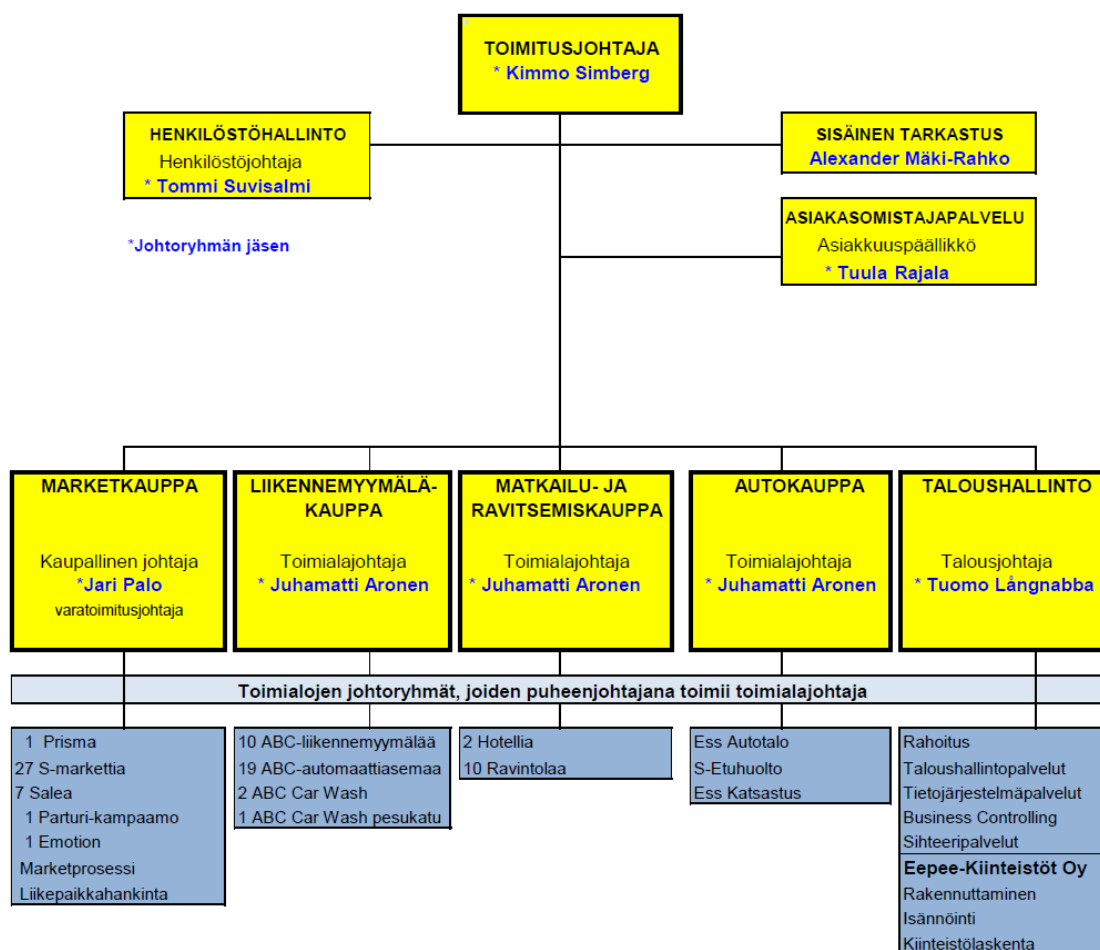 TOIMITUSJOHTAJA
* Kimmo Simberg
HENKILÖSTÖHALLINTO
Henkilöstöjohtaja
* Tommi Suvisalmi
SISÄINEN TARKASTUS
Alexander Mäki-Rahko
ASIAKASOMISTAJAPALVELU
Asiakkuuspäällikkö
* Tuula Rajala
*Johtoryhmän jäsen
MARKETKAUPPA
Kaupallinen johtaja
*Jari Palo
varatoimitusjohtaja
LIIKENNEMYYMÄLÄ-
KAUPPA
Toimialajohtaja
* Juhamatti Aronen
MATKAILU- JA
RAVITSEMISKAUPPA
Toimialajohtaja
* Juhamatti Aronen
AUTOKAUPPA
Toimialajohtaja
* Juhamatti Aronen
TALOUSHALLINTO
Talousjohtaja
* Tuomo Långnabba
Toimialojen johtoryhmät, joiden puheenjohtajana toimii toimialajohtaja
1 Prisma
27 S-markettia
7 Salea
1 Parturi-kampaamo
1 Emotion
Marketprosessi
Liikepaikkahankinta
10 ABC-liikennemyymälää
19 ABC-automaattiasemaa
2 ABC Car Wash
1 ABC Car Wash pesukatu
2 Hotellia
10 Ravintolaa
Ess Autotalo
S-Etuhuolto
Ess Katsastus
Rahoitus
Taloushallintopalvelut
Tietojärjestelmäpalvelut
Business Controlling
Sihteeripalvelut
Eepee-Kiinteistöt Oy
Rakennuttaminen
Isännöinti
Kiinteistölaskenta